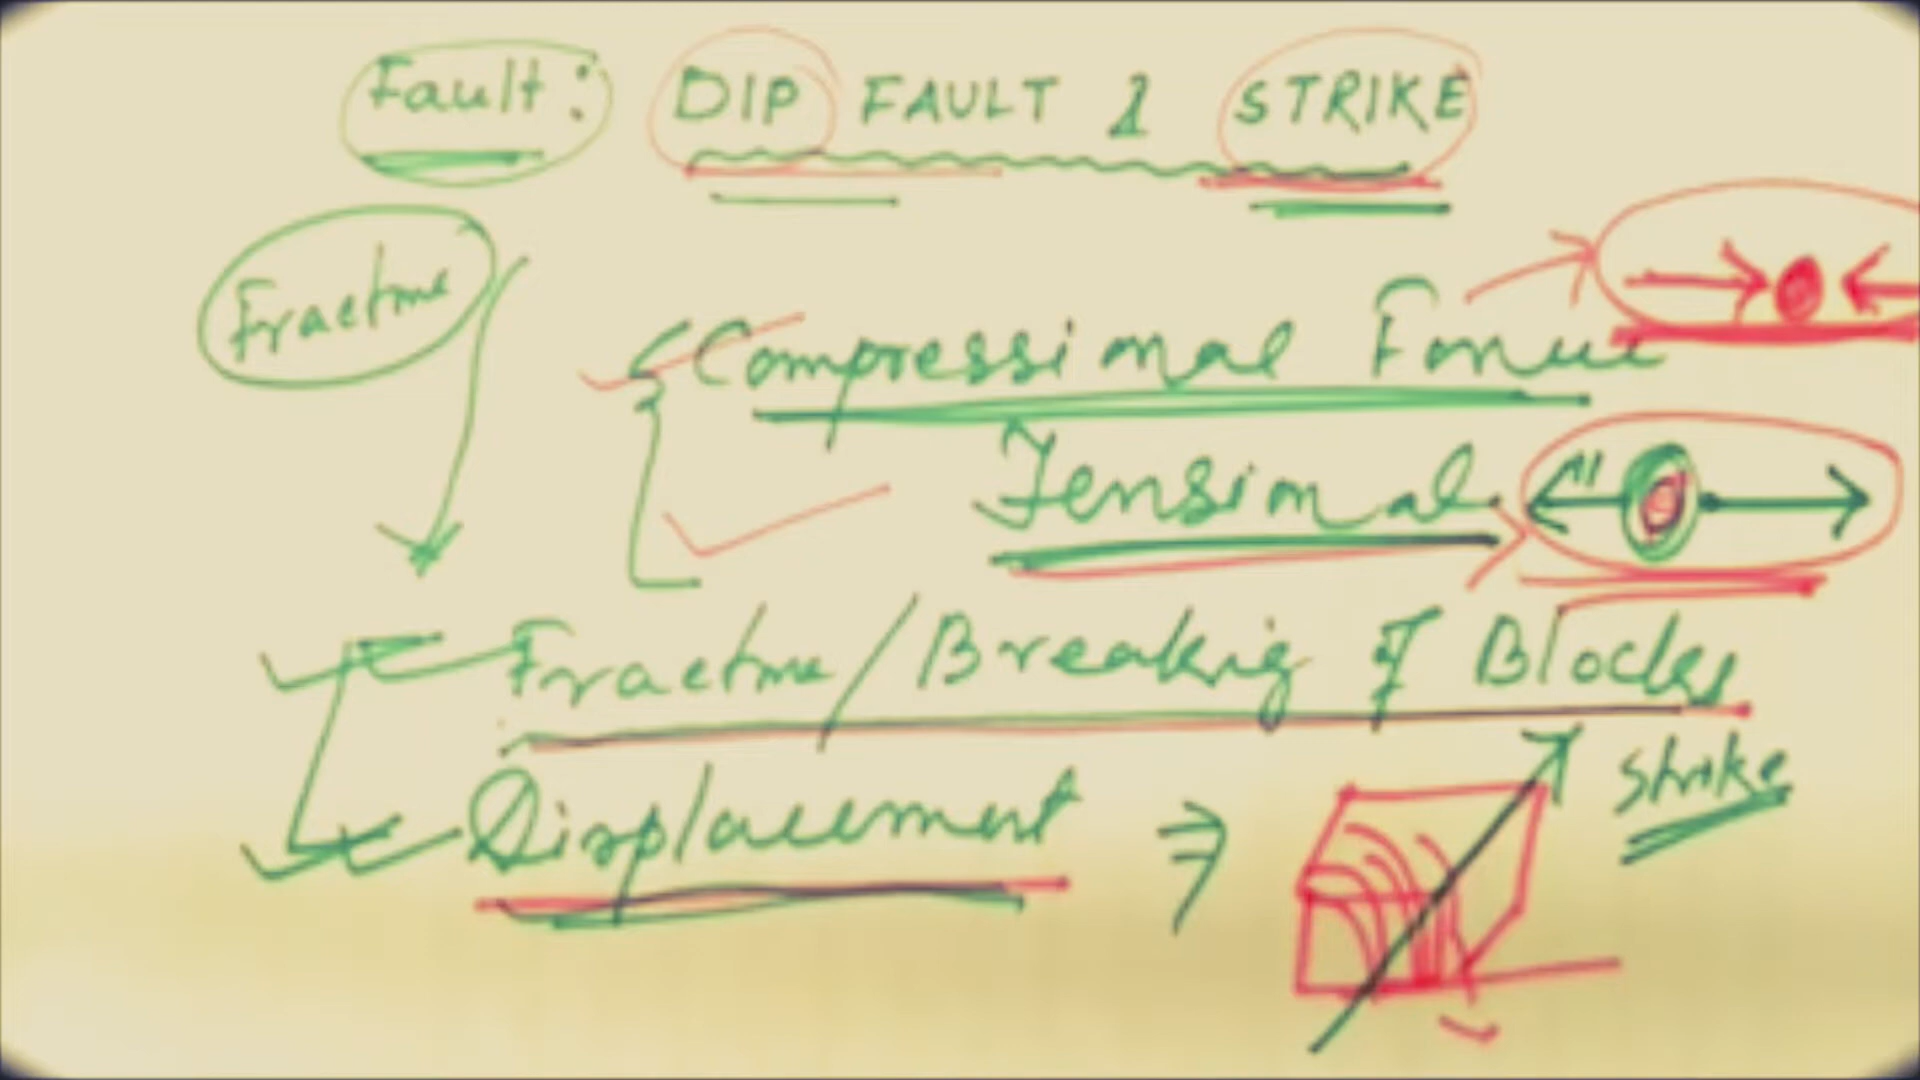 Fault: DIP FAULT & STRIKE
Fracture
Compressional Force
Tensional
Fracture/Breaking of Blocks
Displacement
Strike